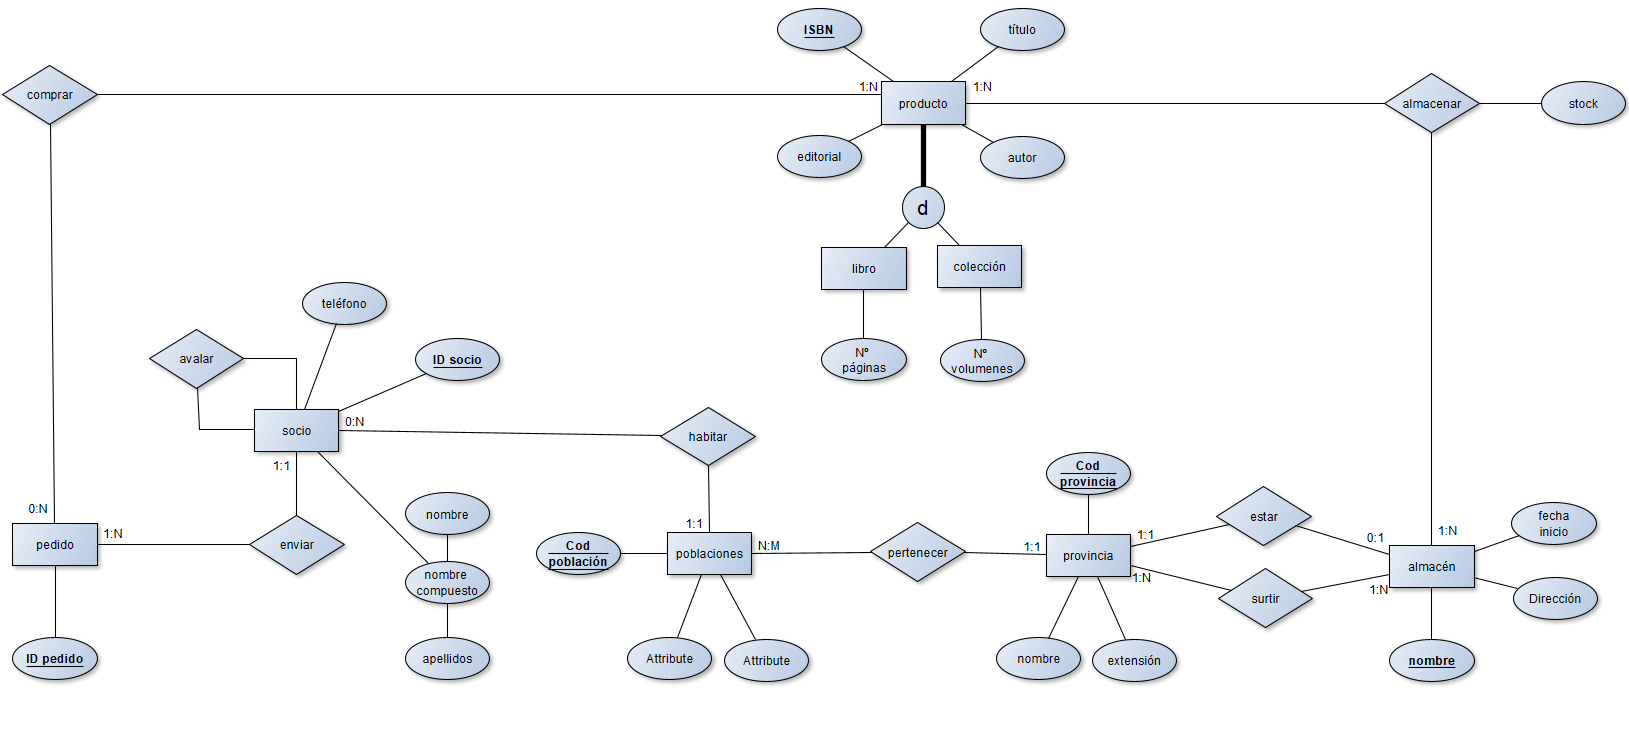 ISBN
título
comprar
1:N
1:N
producto
almacenar
stock
editorial
autor
d
libro
colección
teléfono
Nº
páginas
Nº
volumenes
avalar
ID socio
socio
0:N
habitar
1:1
Cod
provincia
nombre
0:N
pedido
1:N
enviar
1:1
Cod
población
poblaciones
N:M
pertenecer
1:1
provincia
1:1
1:N
estar
surtir
0:1
1:N
1:N
almacén
fecha
inicio
Dirección
nombre
compuesto
ID pedido
apellidos
Attribute
Attribute
nombre
extensión
nombre